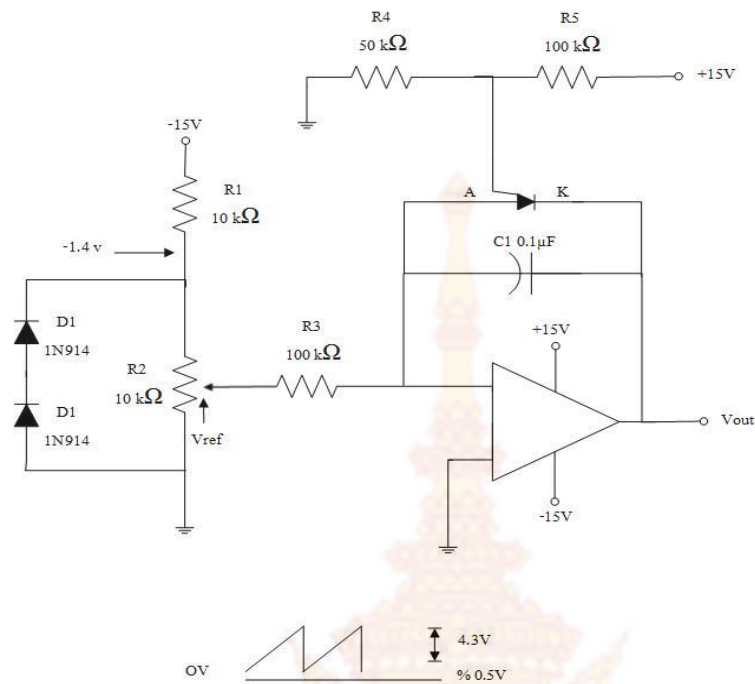 R4
50 kΩ
R5
100 kΩ
+15V
-15V
R1
10 kΩ
-1.4 v
A
K
C1 0.1µF
D1
1N914
R2
10 kΩ
R3
100 kΩ
D1
1N914
Vref
+15V
Vout
-15V
4.3V
OV
% 0.5V